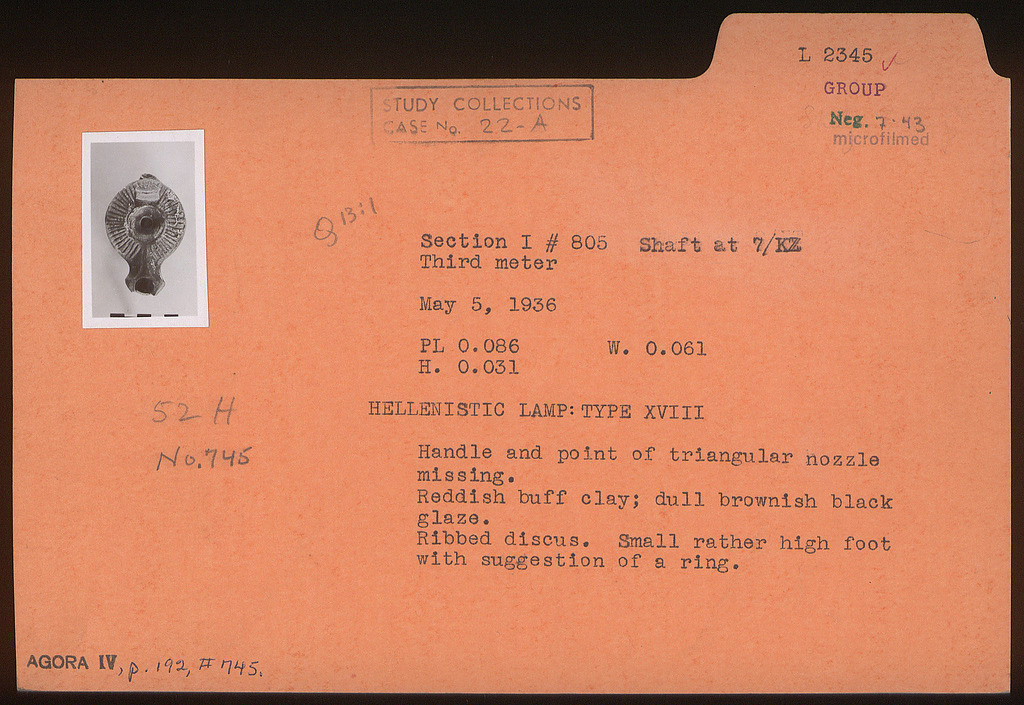 L 2345 ✓
GROUP
Neg. 7·43
microfilmed
STUDY COLLECTIONS
CASE No. 22-A
Q 13:1
Section I # 805 Shaft at 7/KZ
Third meter
May 5, 1936
PL 0.086 W. 0.061
H. 0.031
52 H
No. 745
HELLENISTIC LAMP: TYPE XVIII
Handle and point of triangular nozzle
missing.
Reddish buff clay; dull brownish black
glaze.
Ribbed discus. Small rather high foot
with suggestion of a ring.
AGORA IV, p. 192, # 745.